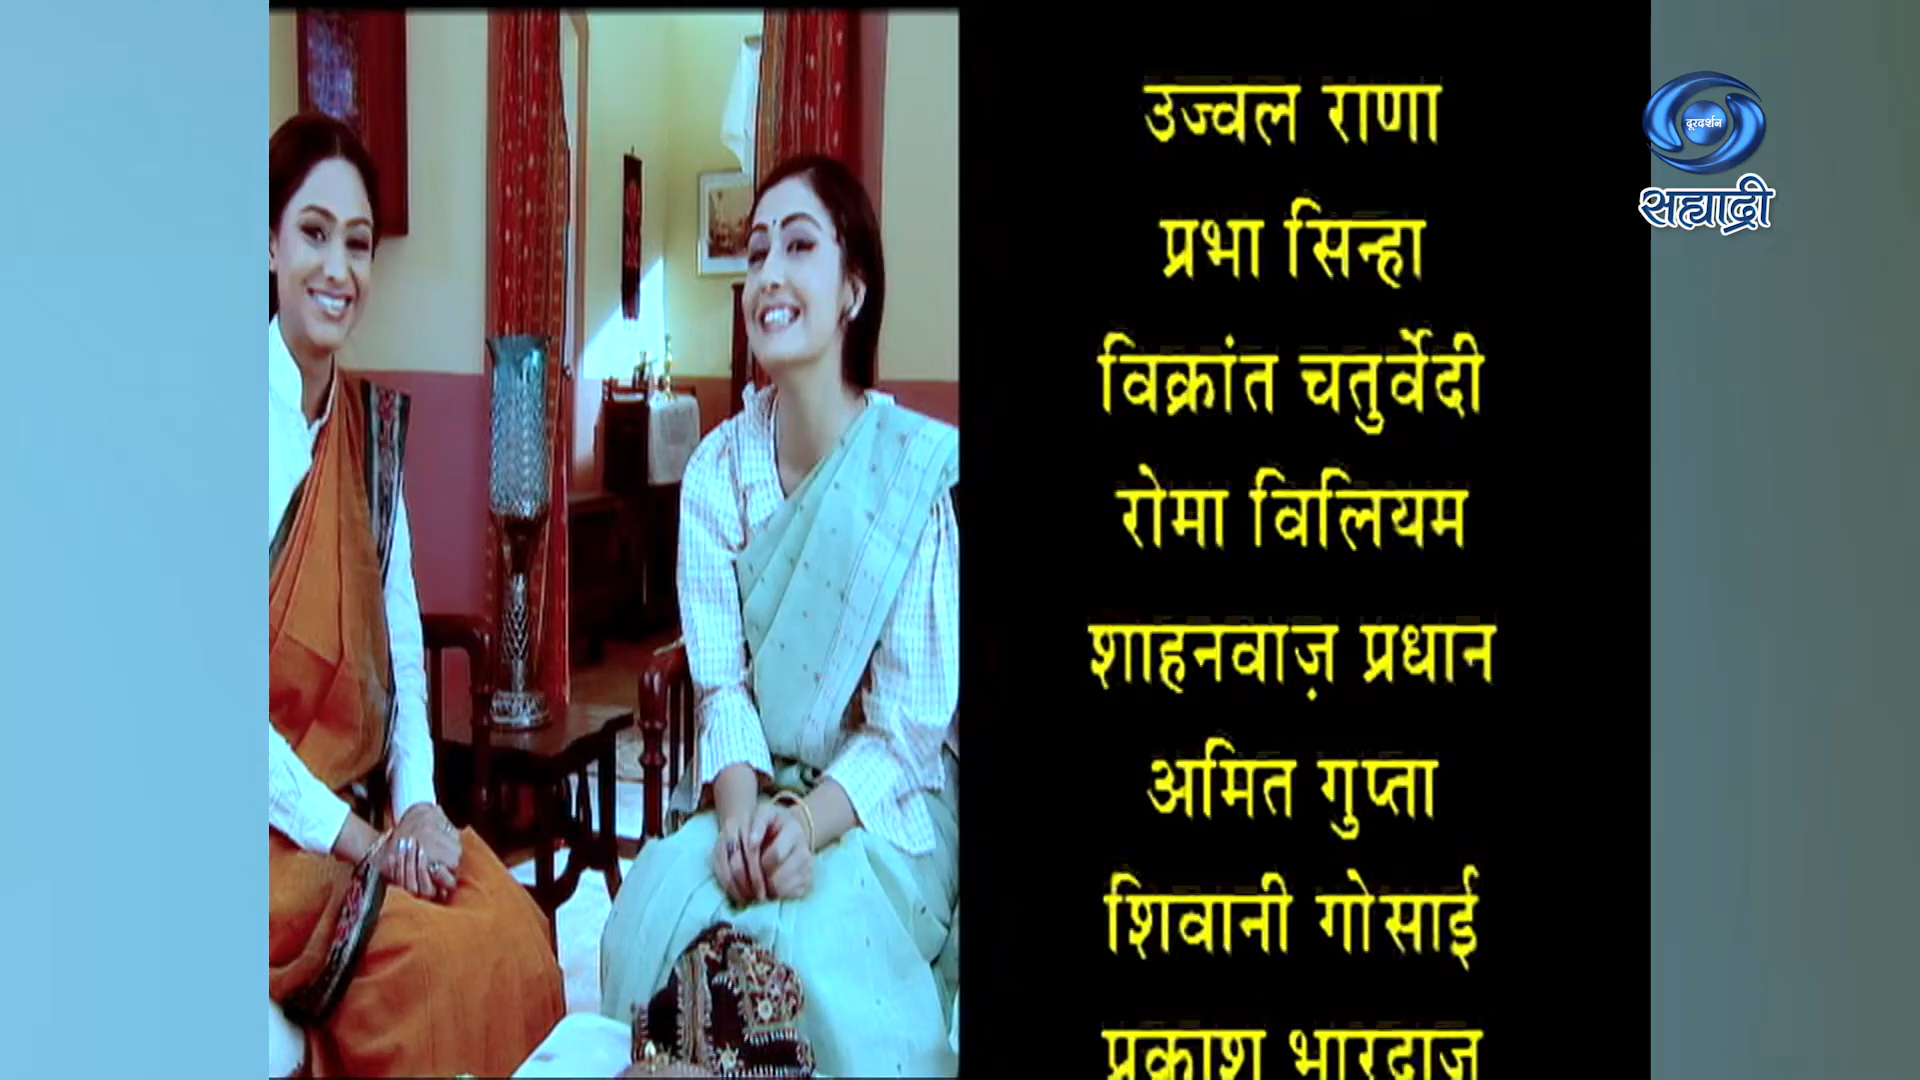 उज्वल राणा
प्रभा सिन्हा
विक्रांत चतुर्वेदी
रोमा विलियम
शाहनवाज़ प्रधान
अमित गुप्ता
शिवानी गोसाई
प्रकाश भारद्वाज
दूरदर्शन
सह्याद्री